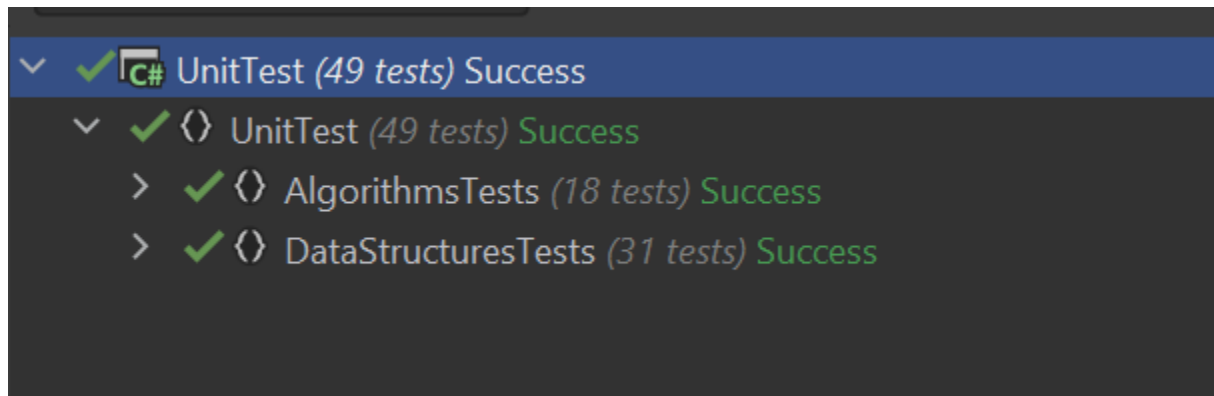 C# UnitTest (49 tests) Success
UnitTest (49 tests) Success
AlgorithmsTests (18 tests) Success
DataStructuresTests (31 tests) Success